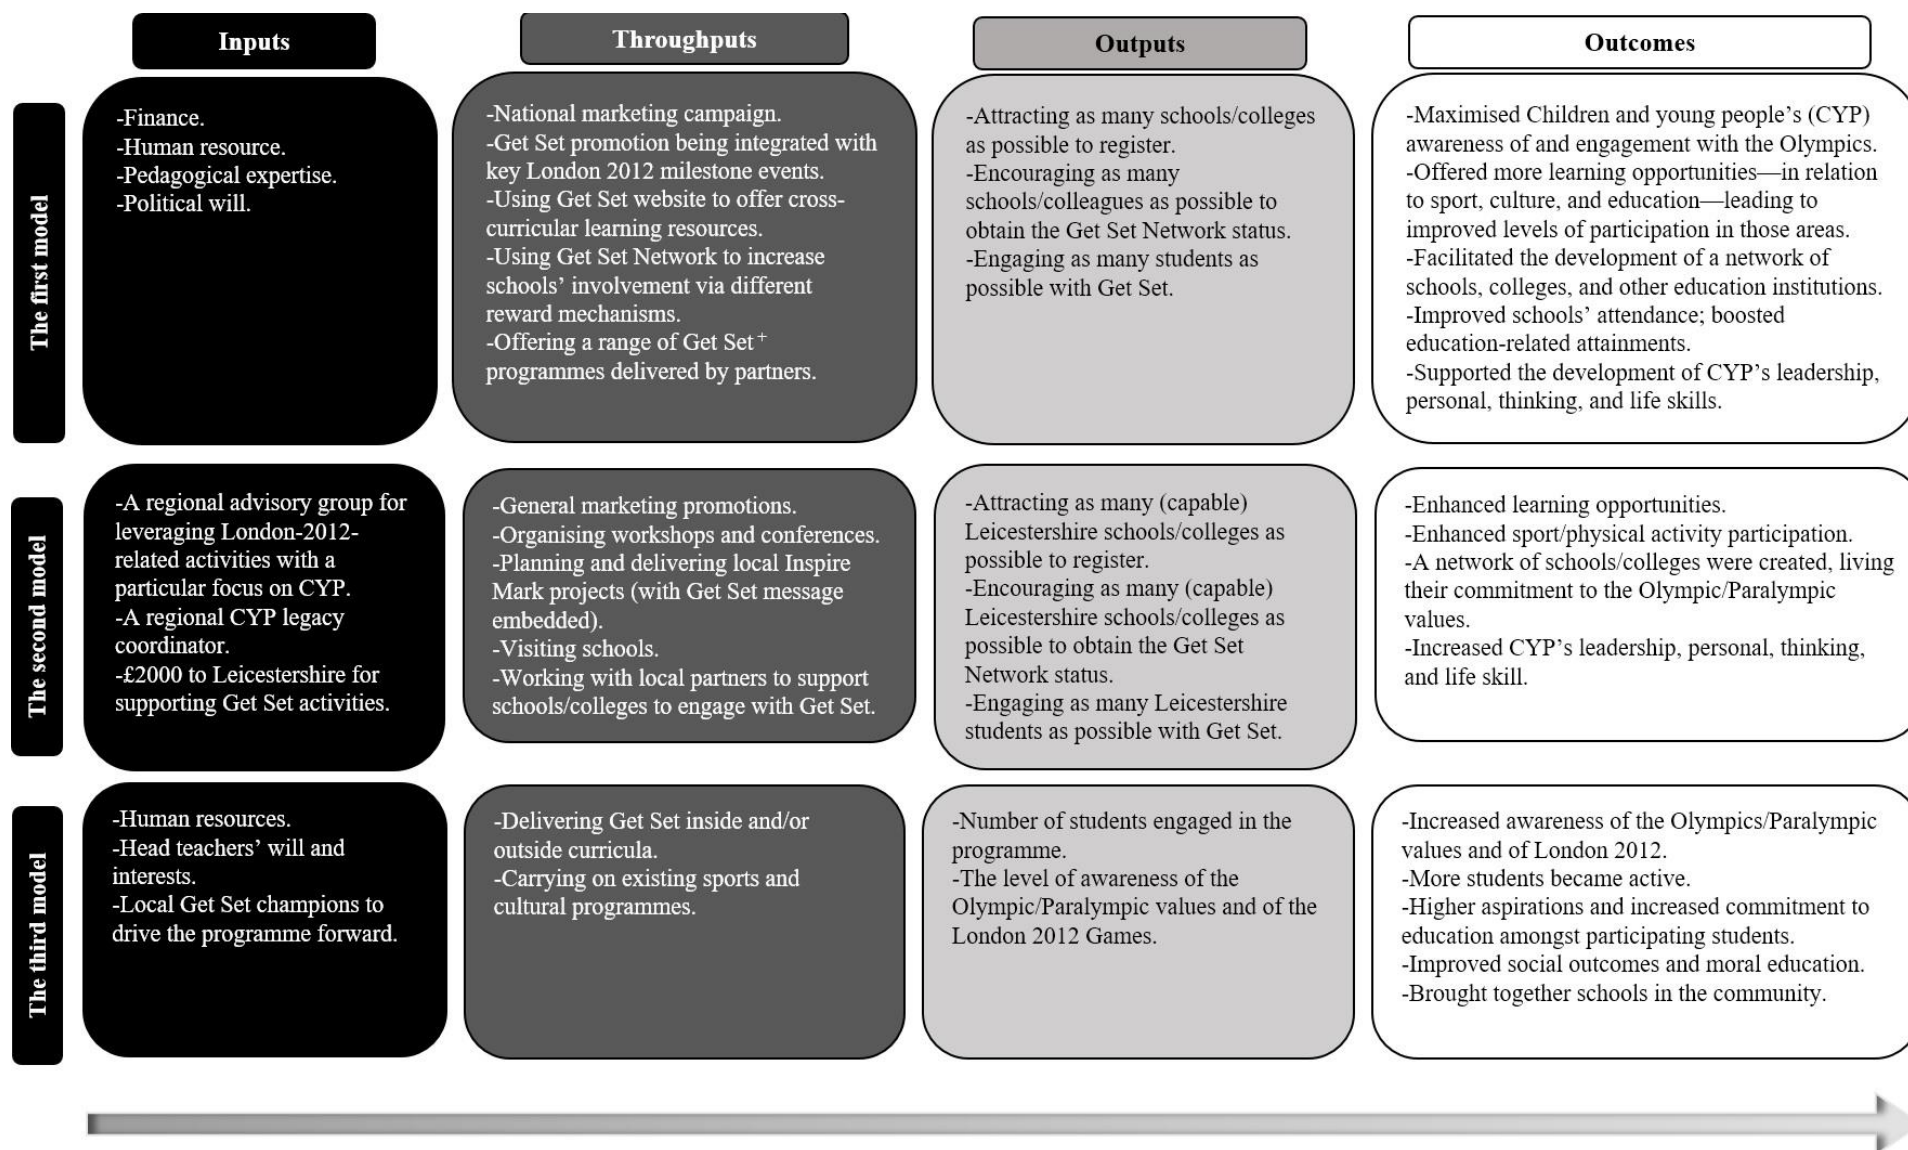 Inputs
Throughputs
Outputs
Outcomes
The first model
-Finance.
-Human resource.
-Pedagogical expertise.
-Political will.
-National marketing campaign.
-Get Set promotion being integrated with
key London 2012 milestone events.
-Using Get Set website to offer cross-
curricular learning resources.
-Using Get Set Network to increase
schools’ involvement via different
reward mechanisms.
-Offering a range of Get Set+
programmes delivered by partners.
-Attracting as many schools/colleges
as possible to register.
-Encouraging as many
schools/colleagues as possible to
obtain the Get Set Network status.
-Engaging as many students as
possible with Get Set.
-Maximised Children and young people’s (CYP)
awareness of and engagement with the Olympics.
-Offered more learning opportunities—in relation
to sport, culture, and education—leading to
improved levels of participation in those areas.
-Facilitated the development of a network of
schools, colleges, and other education institutions.
-Improved schools’ attendance; boosted
education-related attainments.
-Supported the development of CYP’s leadership,
personal, thinking, and life skills.
The second model
-A regional advisory group for
leveraging London-2012-
related activities with a
particular focus on CYP.
-A regional CYP legacy
coordinator.
-£2000 to Leicestershire for
supporting Get Set activities.
-General marketing promotions.
-Organising workshops and conferences.
-Planning and delivering local Inspire
Mark projects (with Get Set message
embedded).
-Visiting schools.
-Working with local partners to support
schools/colleges to engage with Get Set.
-Attracting as many (capable)
Leicestershire schools/colleges as
possible to register.
-Encouraging as many (capable)
Leicestershire schools/colleges as
possible to obtain the Get Set
Network status.
-Engaging as many Leicestershire
students as possible with Get Set.
-Enhanced learning opportunities.
-Enhanced sport/physical activity participation.
-A network of schools/colleges were created, living
their commitment to the Olympic/Paralympic
values.
-Increased CYP’s leadership, personal, thinking,
and life skill.
The third model
-Human resources.
-Head teachers’ will and
interests.
-Local Get Set champions to
drive the programme forward.
-Delivering Get Set inside and/or
outside curricula.
-Carrying on existing sports and
cultural programmes.
-Number of students engaged in the
programme.
-The level of awareness of the
Olympic/Paralympic values and of the
London 2012 Games.
-Increased awareness of the Olympics/Paralympic
values and of London 2012.
-More students became active.
-Higher aspirations and increased commitment to
education amongst participating students.
-Improved social outcomes and moral education.
-Brought together schools in the community.